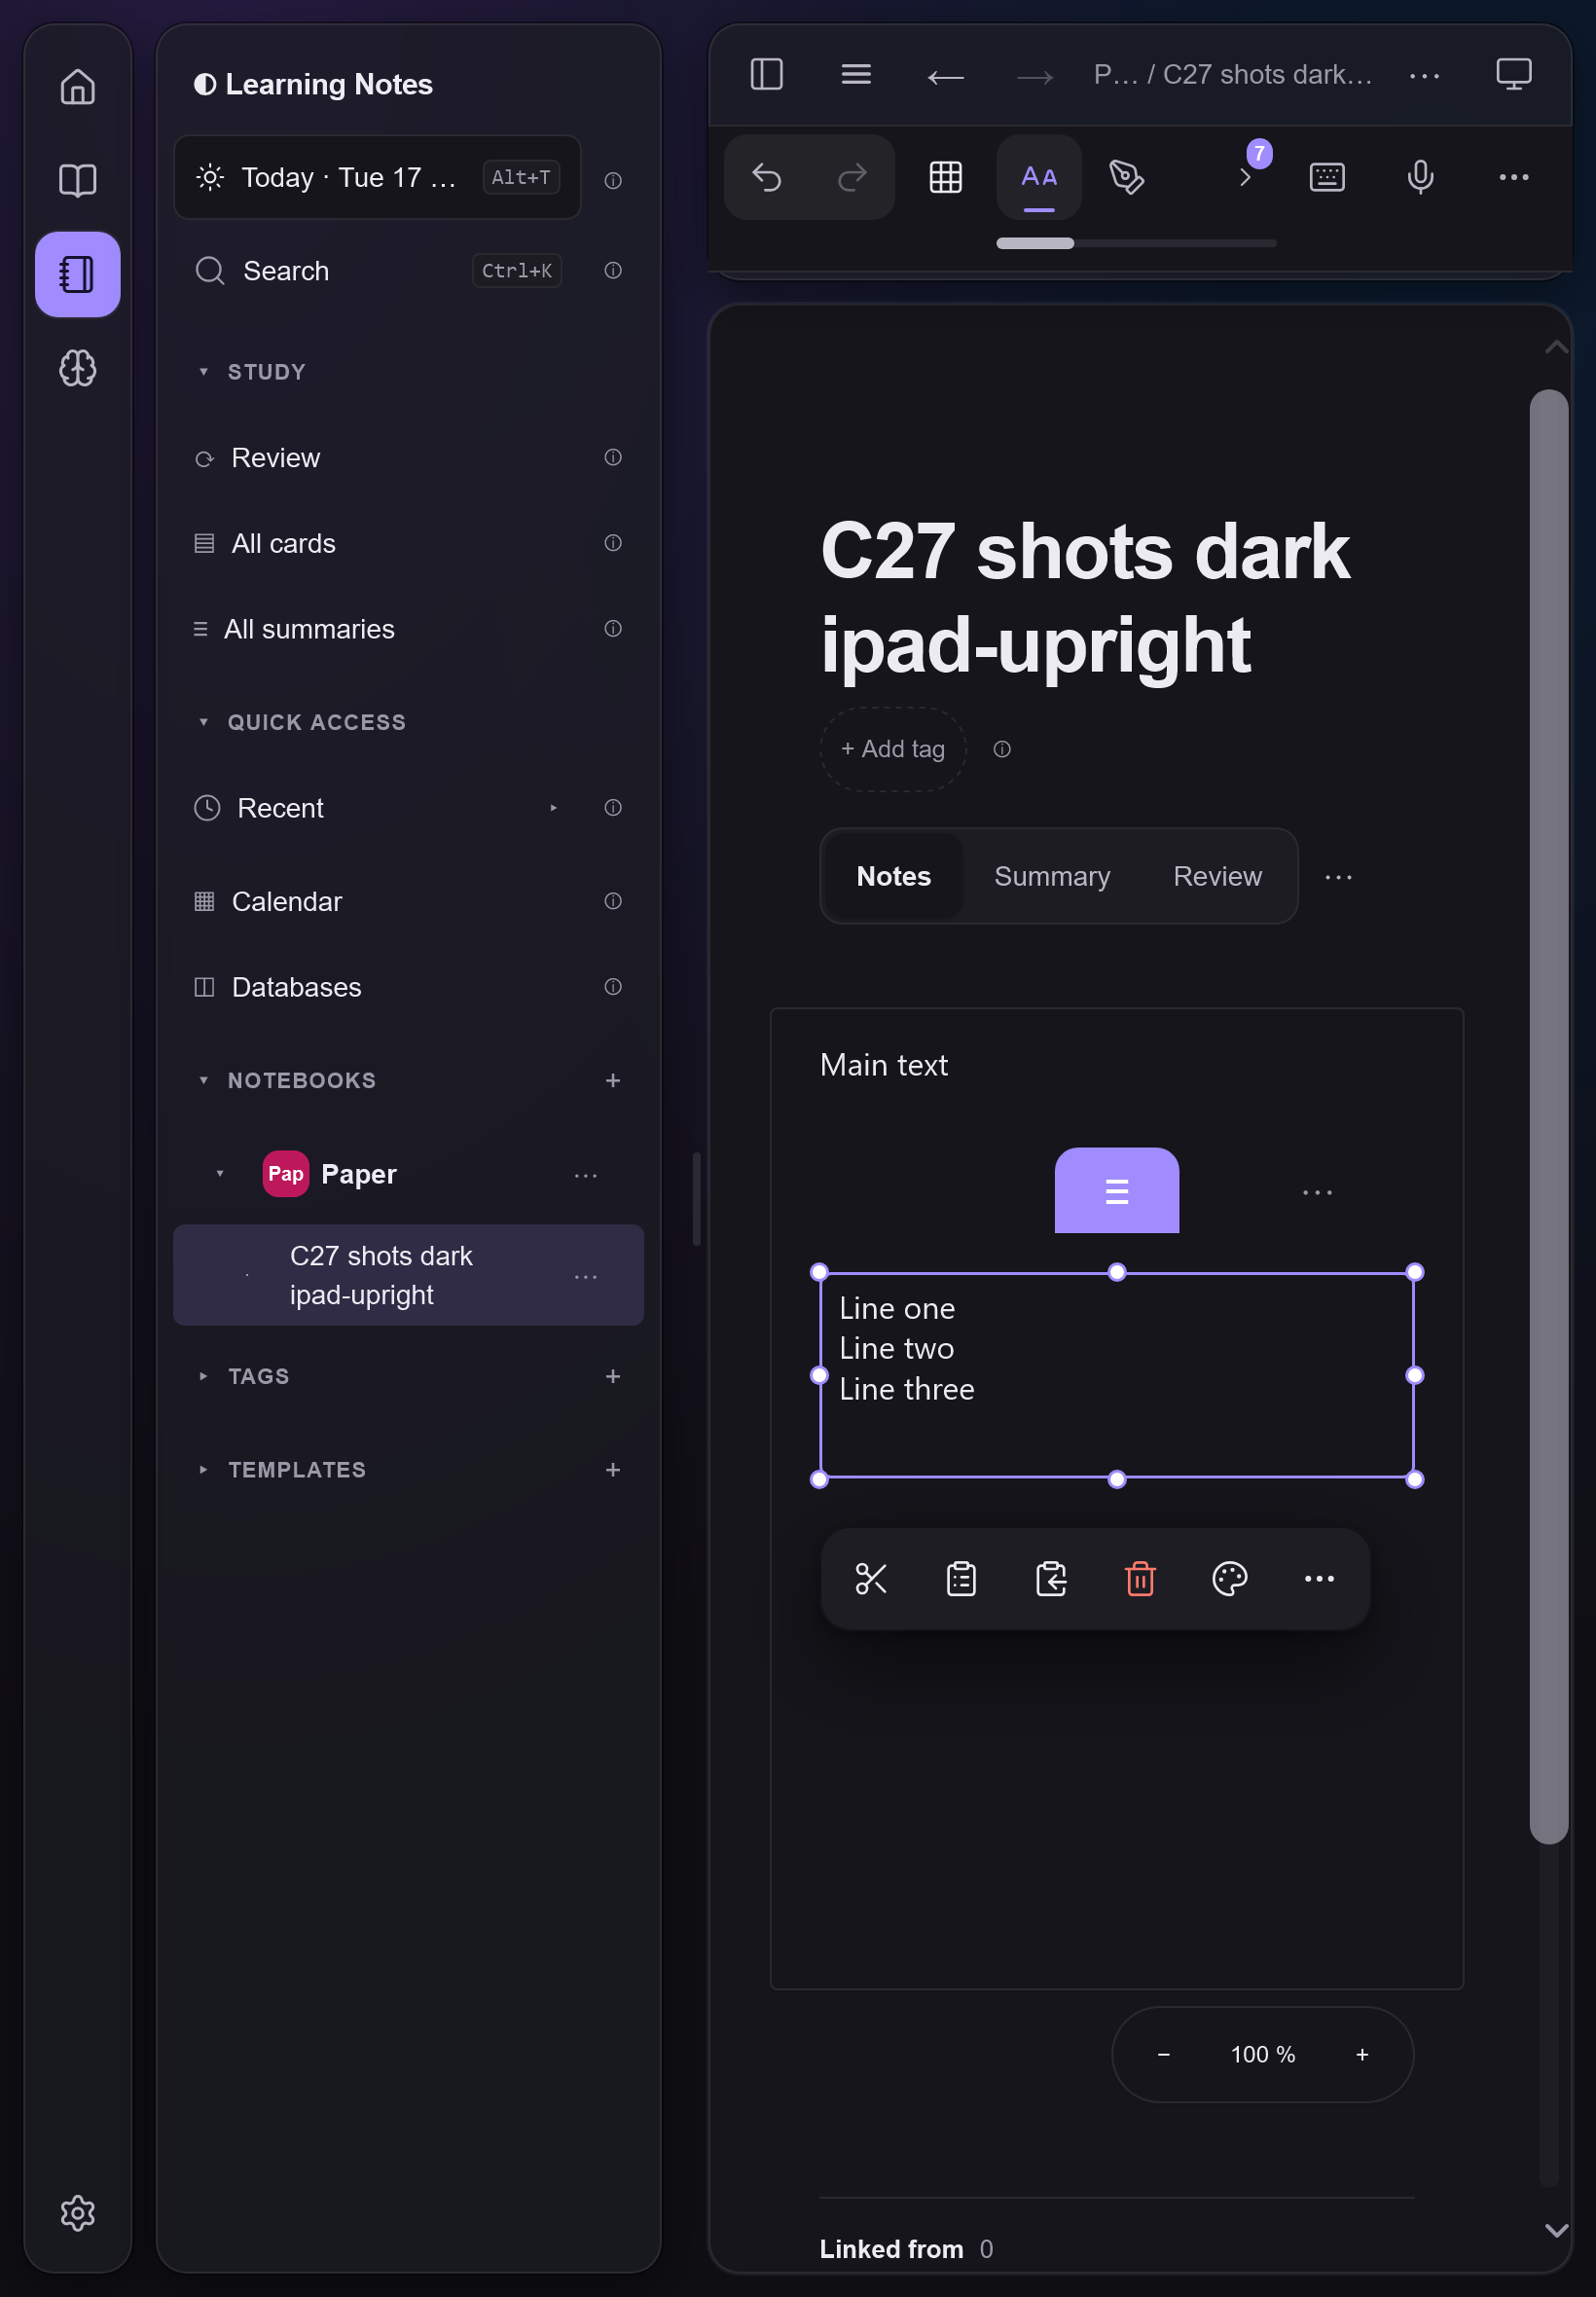 Learning Notes
Today · Tue 17 … Alt+T
Search Ctrl+K
STUDY
Review
All cards
All summaries
QUICK ACCESS
Recent
Calendar
Databases
NOTEBOOKS +
Pap Paper ...
C27 shots dark
ipad-upright ...
TAGS +
TEMPLATES +
P… / C27 shots dark… ...
Aa
7
C27 shots dark
ipad-upright
+ Add tag
Notes Summary Review ...
Main text
Line one
Line two
Line three
− 100 % +
Linked from 0